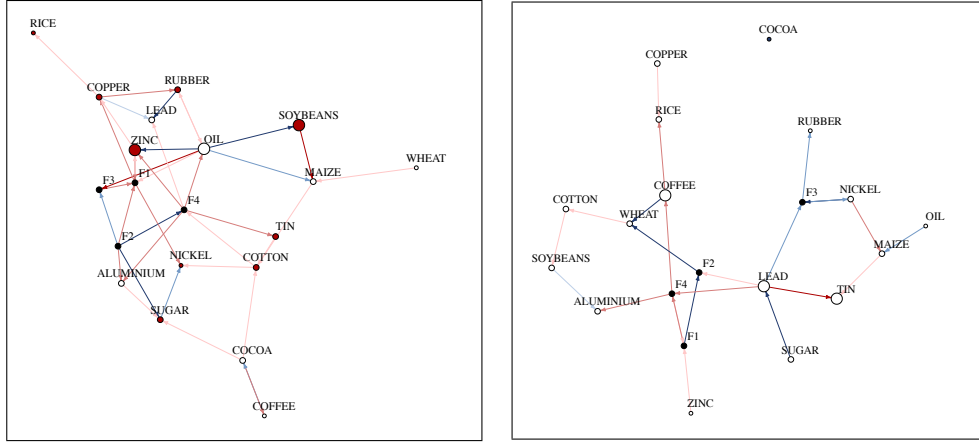 RICE
COPPER
RUBBER
LEAD
SOYBEANS
ZINC
OIL
WHEAT
MAIZE
F3
F1
F4
F2
TIN
NICKEL
COTTON
ALUMINIUM
SUGAR
COCOA
COFFEE
COCOA
COPPER
RICE
RUBBER
COFFEE
NICKEL
COTTON
F3
WHEAT
OIL
MAIZE
SOYBEANS
F2
LEAD
F4
TIN
ALUMINIUM
F1
SUGAR
ZINC